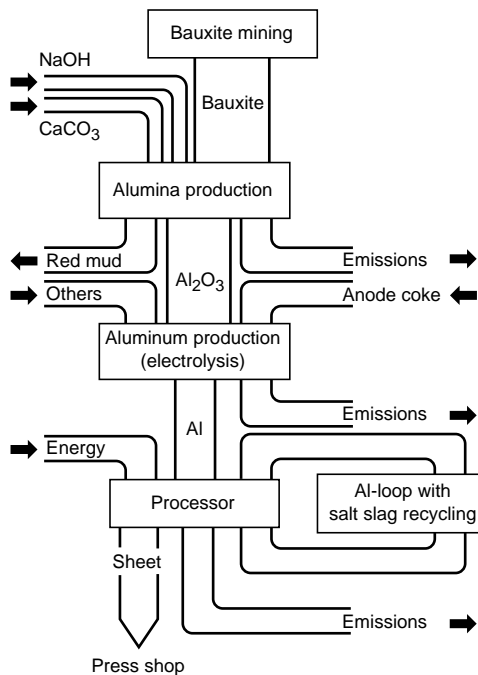 Bauxite mining
NaOH
Bauxite
CaCO₃
Alumina production
Red mud
Emissions
Al₂O₃
Others
Anode coke
Aluminum production
(electrolysis)
Emissions
Al
Energy
Al-loop with
salt slag recycling
Processor
Sheet
Emissions
Press shop